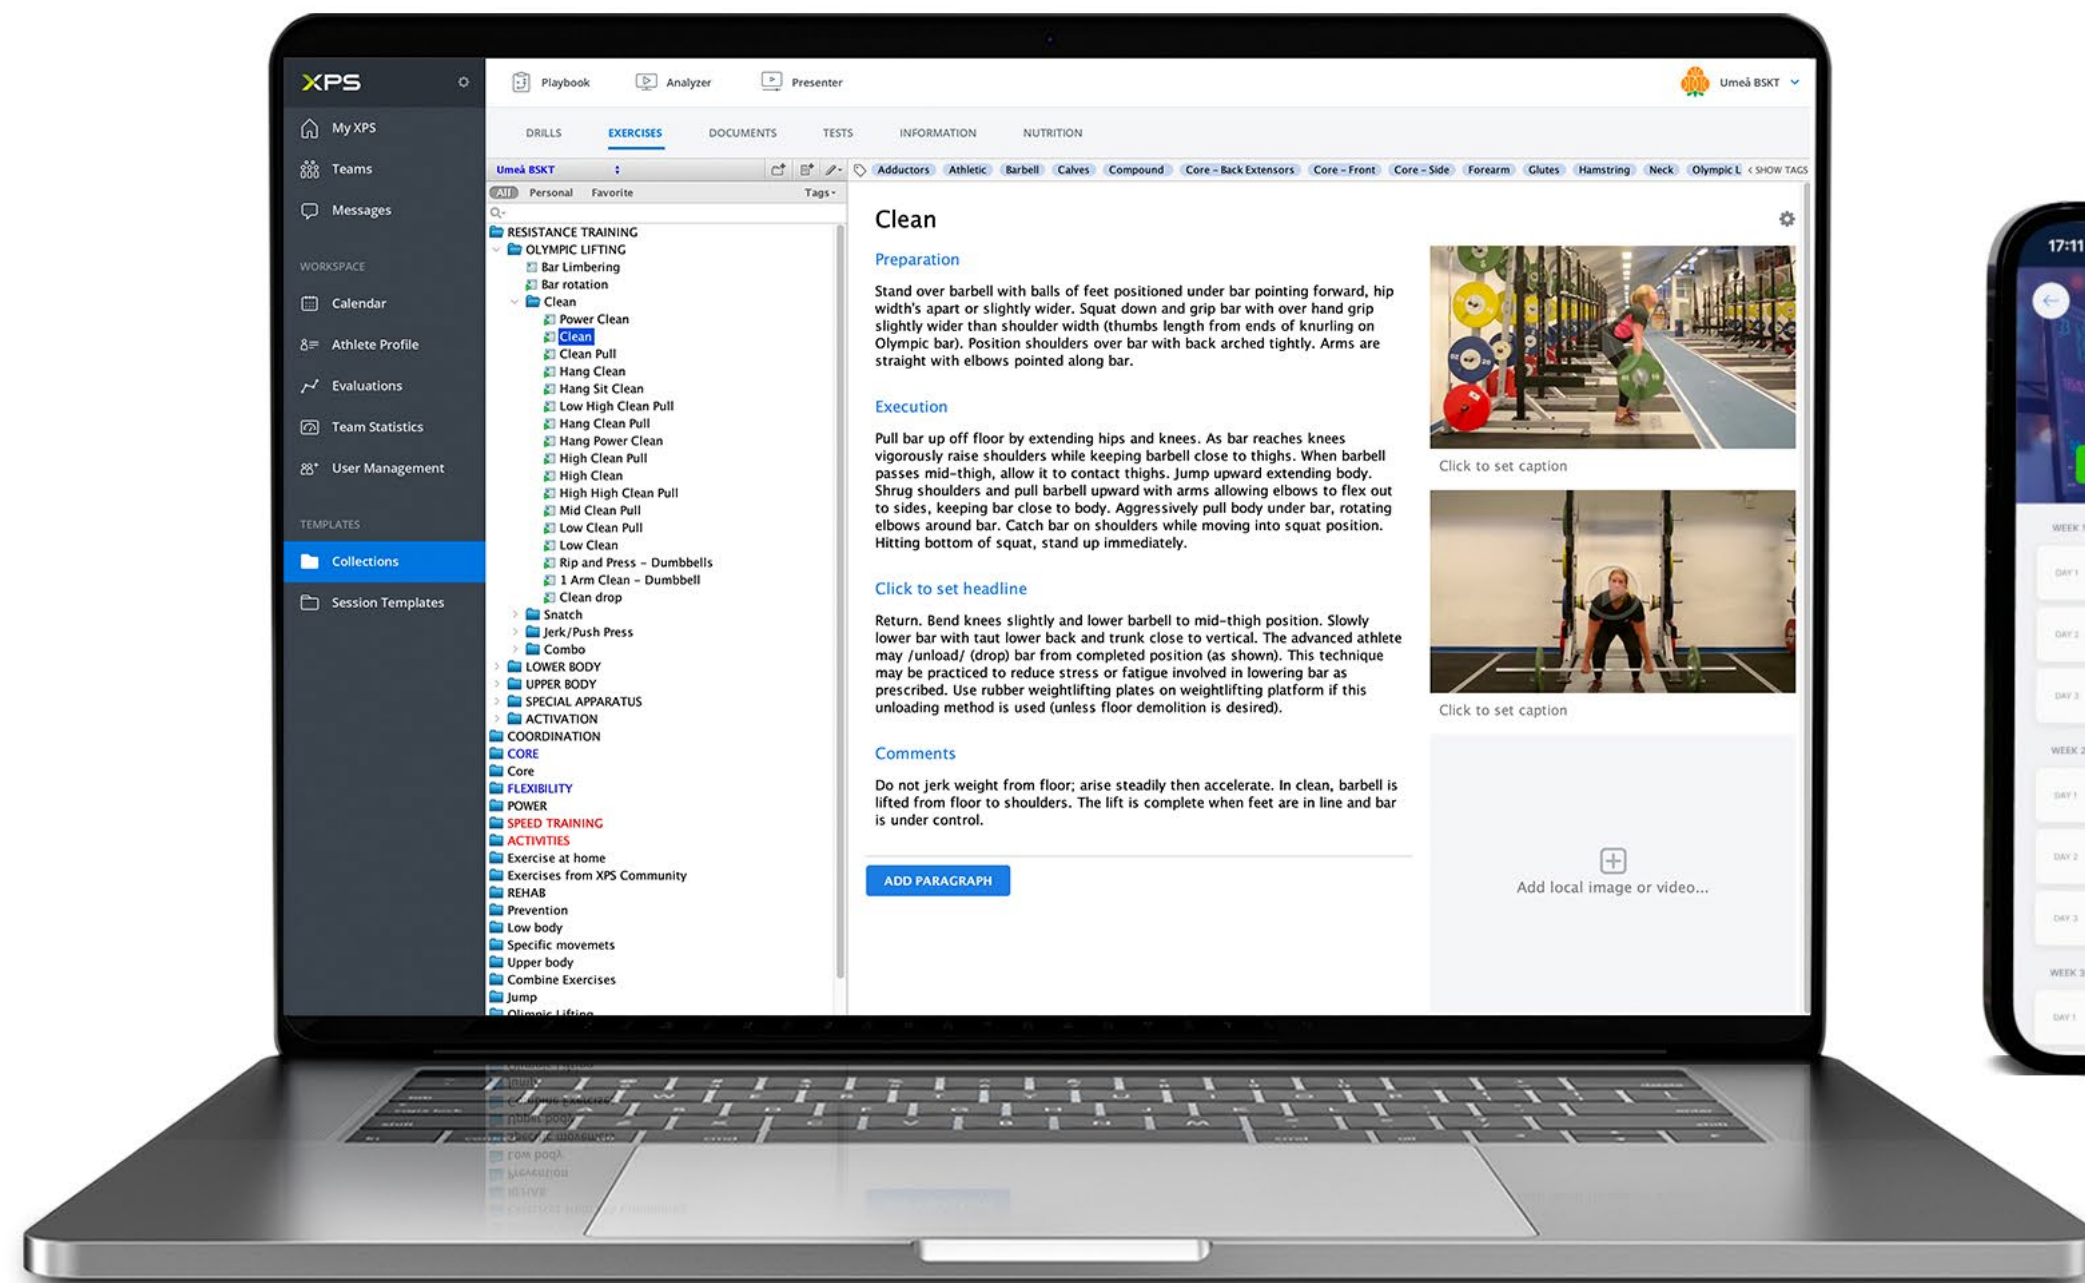 XPS
My XPS
Teams
Messages
WORKSPACE
Calendar
Athlete Profile
Evaluations
Team Statistics
User Management
TEMPLATES
Collections
Session Templates
Playbook
Analyzer
Presenter
Umeå BSKT
DRILLS
EXERCISES
DOCUMENTS
TESTS
INFORMATION
NUTRITION
Umeå BSKT
All Personal Favorite Tags
RESISTANCE TRAINING
OLYMPIC LIFTING
Bar Limbering
Bar rotation
Clean
Power Clean
Clean
Clean Pull
Hang Clean
Hang Sit Clean
Low High Clean Pull
Hang Clean Pull
Hang Power Clean
High Clean Pull
High Clean
High High Clean Pull
Mid Clean Pull
Low Clean Pull
Low Clean
Rip and Press – Dumbbells
1 Arm Clean – Dumbbell
Clean drop
Snatch
Jerk/Push Press
Combo
LOWER BODY
UPPER BODY
SPECIAL APPARATUS
ACTIVATION
COORDINATION
CORE
Core
FLEXIBILITY
POWER
SPEED TRAINING
ACTIVITIES
Exercise at home
Exercises from XPS Community
REHAB
Prevention
Low body
Specific movemets
Upper body
Combine Exercises
Jump
Olimpic Lifting
Adductors Athletic Barbell Calves Compound Core – Back Extensors Core – Front Core – Side Forearm Glutes Hamstring Neck Olympic L < SHOW TAGS
Clean
Preparation
Stand over barbell with balls of feet positioned under bar pointing forward, hip
width's apart or slightly wider. Squat down and grip bar with over hand grip
slightly wider than shoulder width (thumbs length from ends of knurling on
Olympic bar). Position shoulders over bar with back arched tightly. Arms are
straight with elbows pointed along bar.
Execution
Pull bar up off floor by extending hips and knees. As bar reaches knees
vigorously raise shoulders while keeping barbell close to thighs. When barbell
passes mid–thigh, allow it to contact thighs. Jump upward extending body.
Shrug shoulders and pull barbell upward with arms allowing elbows to flex out
to sides, keeping bar close to body. Aggressively pull body under bar, rotating
elbows around bar. Catch bar on shoulders while moving into squat position.
Hitting bottom of squat, stand up immediately.
Click to set headline
Return. Bend knees slightly and lower barbell to mid–thigh position. Slowly
lower bar with taut lower back and trunk close to vertical. The advanced athlete
may /unload/ (drop) bar from completed position (as shown). This technique
may be practiced to reduce stress or fatigue involved in lowering bar as
prescribed. Use rubber weightlifting plates on weightlifting platform if this
unloading method is used (unless floor demolition is desired).
Comments
Do not jerk weight from floor; arise steadily then accelerate. In clean, barbell is
lifted from floor to shoulders. The lift is complete when feet are in line and bar
is under control.
ADD PARAGRAPH
Click to set caption
Click to set caption
Add local image or video...
17:11
WEEK 1
DAY 1
DAY 2
DAY 3
WEEK 2
DAY 1
DAY 2
DAY 3
WEEK 3
DAY 1